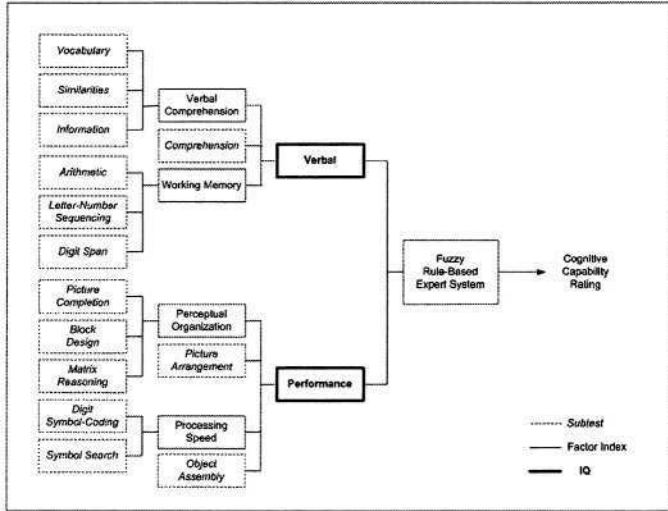 Vocabulary
Similarities
Information
Arithmetic
Letter-Number
Sequencing
Digit Span
Picture
Completion
Block
Design
Matrix
Reasoning
Digit
Symbol-Coding
Symbol Search
Verbal
Comprehension
Comprehension
Working Memory
Perceptual
Organization
Picture
Arrangement
Processing
Speed
Object
Assembly
Verbal
Performance
Fuzzy
Rule-Based
Expert System
Cognitive
Capability
Rating
Subtest
Factor Index
IQ